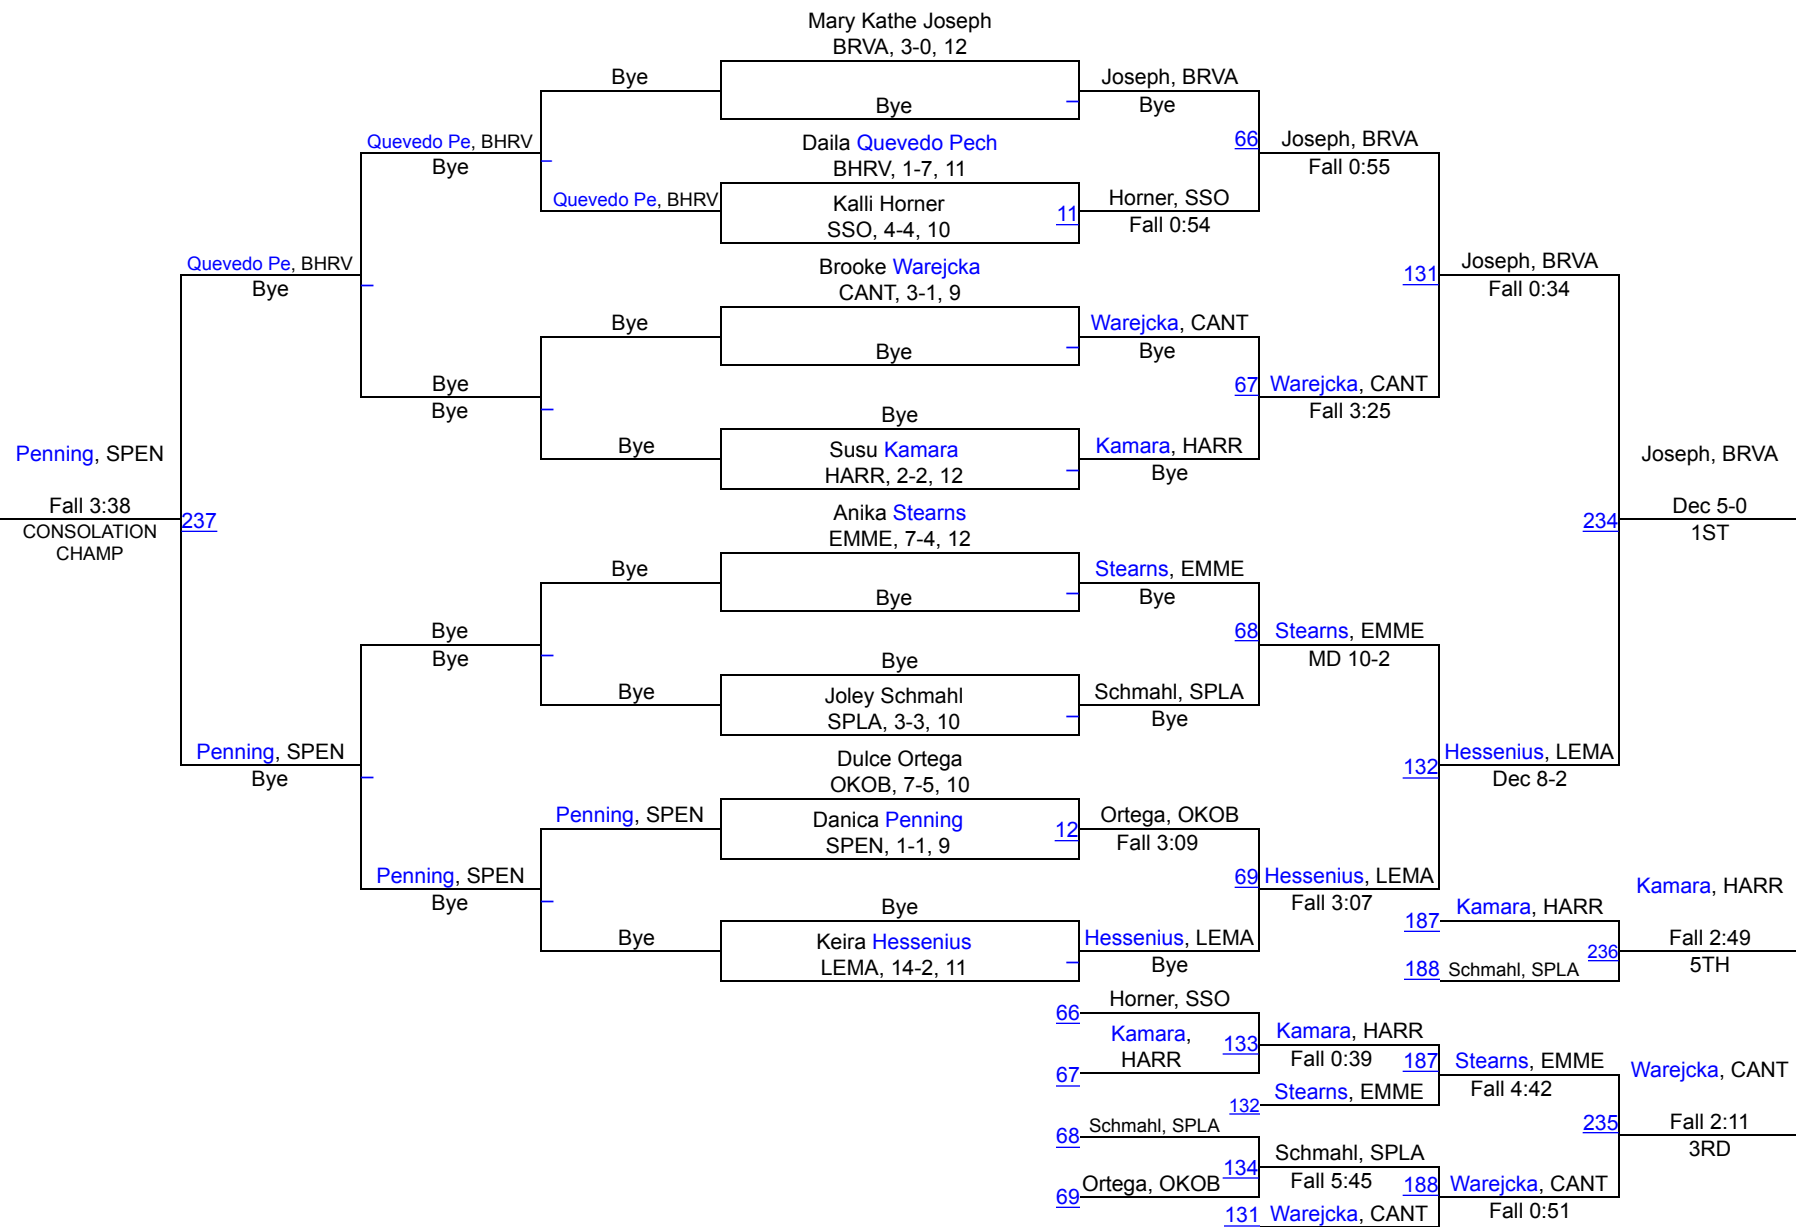 Mary Kathe Joseph
BRVA, 3-0, 12
Bye
Joseph, BRVA
Bye
Bye
Quevedo Pe, BHRV
Bye
Daila Quevedo Pech
BHRV, 1-7, 11
66
Joseph, BRVA
Fall 0:55
Quevedo Pe, BHRV
Kalli Horner
SSO, 4-4, 10
11
Horner, SSO
Fall 0:54
Quevedo Pe, BHRV
Bye
Brooke Warejcka
CANT, 3-1, 9
131
Joseph, BRVA
Fall 0:34
Bye
Bye
Warejcka, CANT
Bye
Bye
Bye
67
Warejcka, CANT
Fall 3:25
Bye
Bye
Susu Kamara
HARR, 2-2, 12
Kamara, HARR
Bye
Penning, SPEN
Fall 3:38
CONSOLATION
CHAMP
237
Joseph, BRVA
234
Dec 5-0
1ST
Anika Stearns
EMME, 7-4, 12
Bye
Bye
Stearns, EMME
Bye
Bye
Bye
68
Stearns, EMME
MD 10-2
Bye
Bye
Joley Schmahl
SPLA, 3-3, 10
Schmahl, SPLA
Bye
Penning, SPEN
Bye
Dulce Ortega
OKOB, 7-5, 10
132
Hessenius, LEMA
Dec 8-2
Penning, SPEN
Danica Penning
SPEN, 1-1, 9
12
Ortega, OKOB
Fall 3:09
Penning, SPEN
Bye
69
Hessenius, LEMA
Fall 3:07
Bye
Bye
Keira Hessenius
LEMA, 14-2, 11
Hessenius, LEMA
Bye
187
Kamara, HARR
188
Schmahl, SPLA
236
Kamara, HARR
Fall 2:49
5TH
66
Horner, SSO
Kamara,
HARR
67
133
Kamara, HARR
Fall 0:39
132
Stearns, EMME
187
Stearns, EMME
Fall 4:42
68
Schmahl, SPLA
69
Ortega, OKOB
134
Schmahl, SPLA
Fall 5:45
131
Warejcka, CANT
188
Warejcka, CANT
Fall 0:51
235
Warejcka, CANT
Fall 2:11
3RD